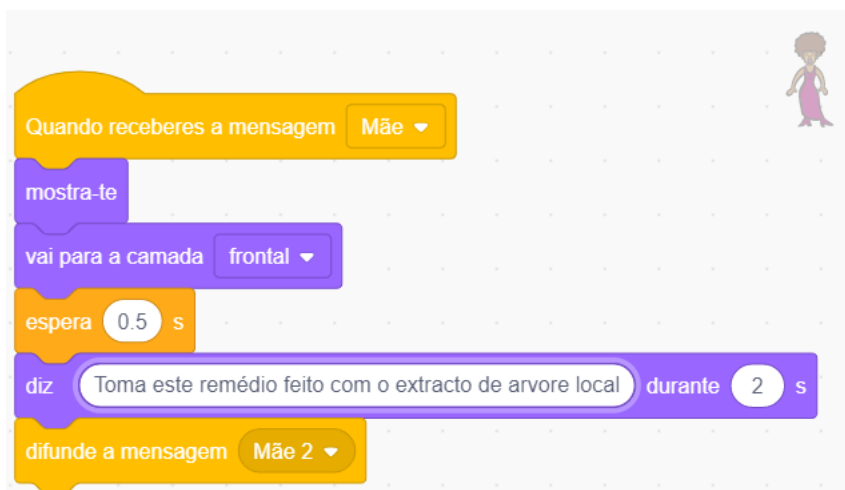 Quando receberes a mensagem Mãe
mostra-te
vai para a camada frontal
espera 0.5 s
diz Toma este remédio feito com o extracto de arvore local durante 2 s
difunde a mensagem Mãe 2